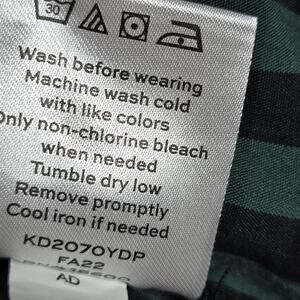 30
Wash before wearing
Machine wash cold
with like colors
Only non-chlorine bleach
when needed
Tumble dry low
Remove promptly
Cool iron if needed
KD2070YDP
FA22
AD